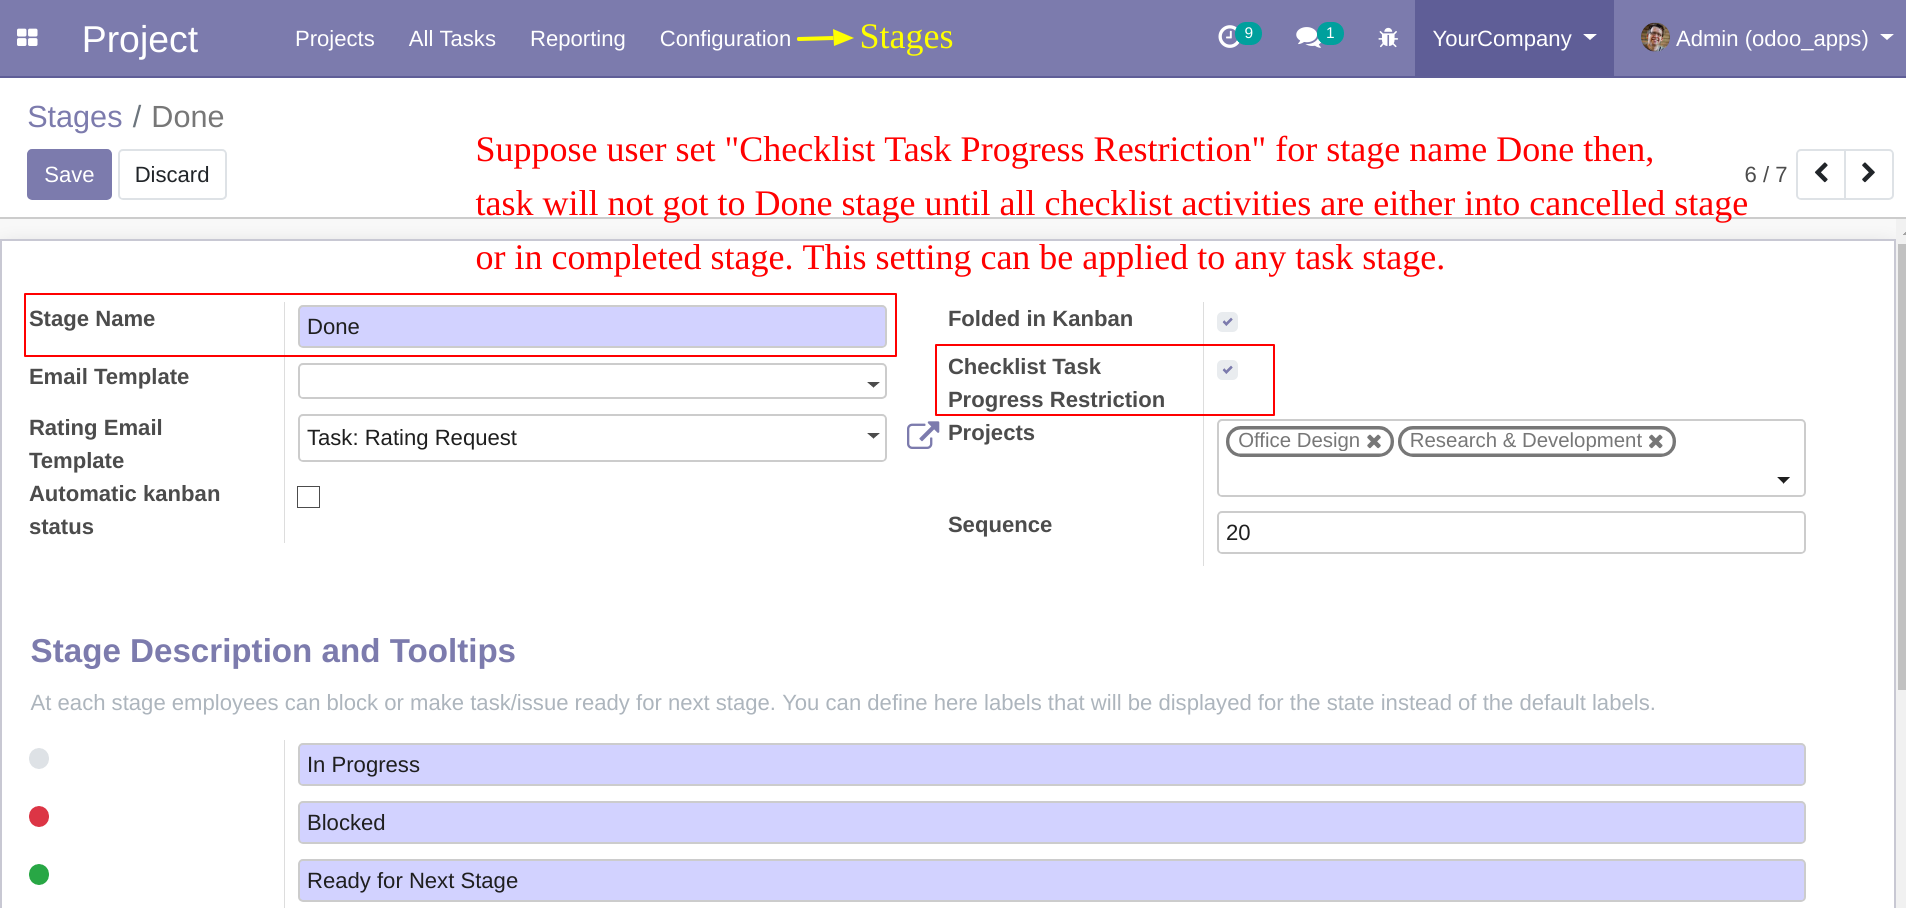 Project Projects All Tasks Reporting Configuration Stages 9 1 YourCompany Admin (odoo_apps)
Stages / Done
Suppose user set "Checklist Task Progress Restriction" for stage name Done then,
Save Discard 6 / 7
task will not got to Done stage until all checklist activities are either into cancelled stage
or in completed stage. This setting can be applied to any task stage.
Stage Name Done
Email Template
Rating Email
Template
Task: Rating Request
Automatic kanban
status
Folded in Kanban
Checklist Task
Progress Restriction
Projects Office Design Research & Development
Sequence 20
Stage Description and Tooltips
At each stage employees can block or make task/issue ready for next stage. You can define here labels that will be displayed for the state instead of the default labels.
In Progress
Blocked
Ready for Next Stage